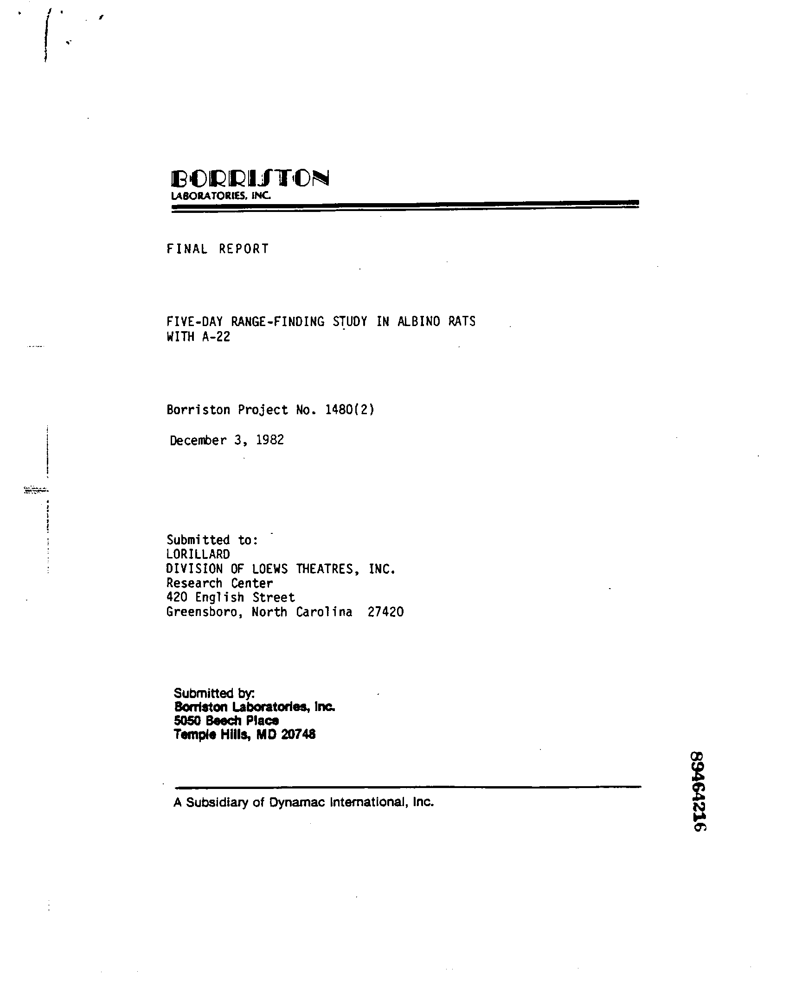 BORRISTON
LABORATORIES, INC.
FINAL REPORT
FIVE-DAY RANGE-FINDING STUDY IN ALBINO RATS
WITH A-22
Borriston Project No. 1480(2)
December 3, 1982
Submitted to:
LORILLARD
DIVISION OF LOEWS THEATRES, INC.
Research Center
420 English Street
Greensboro, North Carolina 27420
Submitted by:
Borriston Laboratories, Inc.
5050 Beech Place
Temple Hills, MD 20748
A Subsidiary of Dynamac International, Inc.
89464216